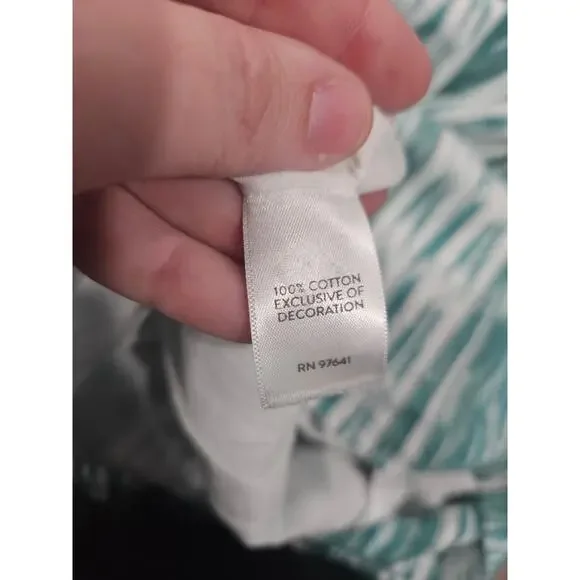 100% COTTON
EXCLUSIVE OF
DECORATION
RN 97641